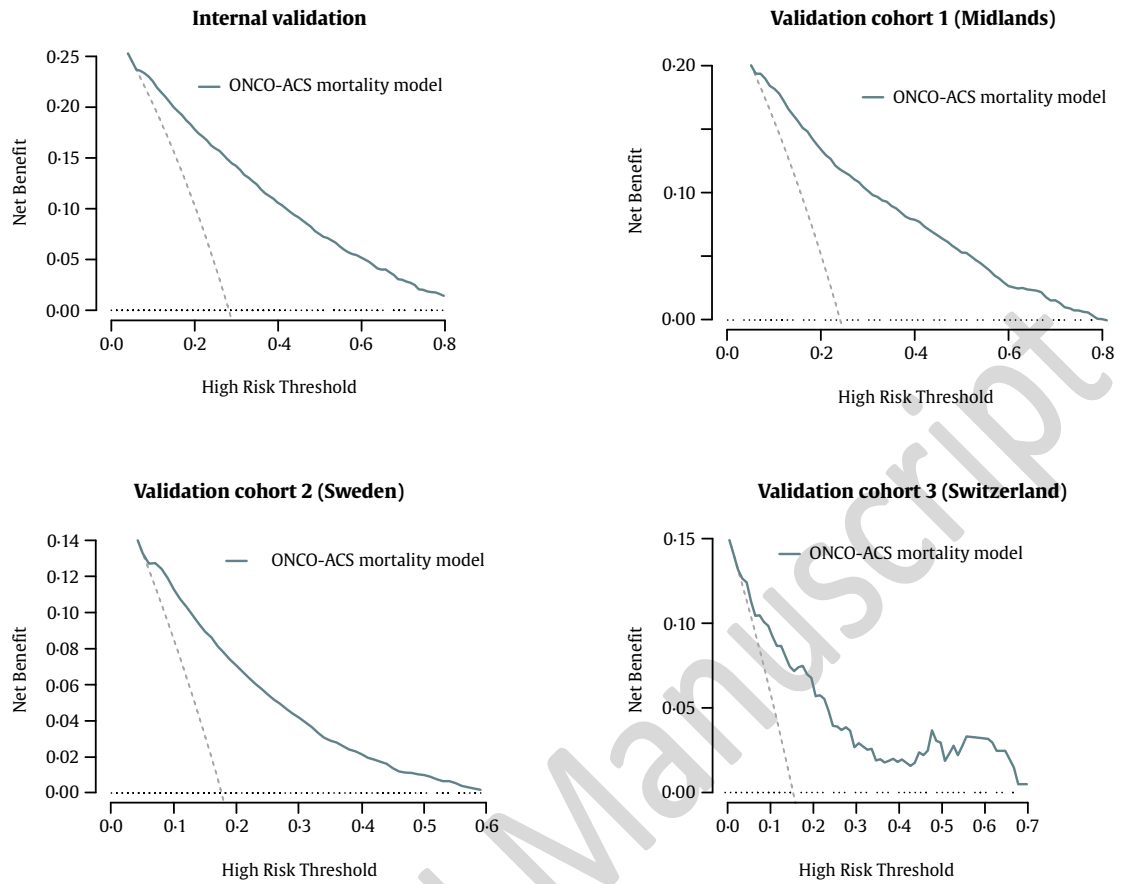 Internal validation
0·25
0·20
0·15
0·10
0·05
0·00
Net Benefit
ONCO-ACS mortality model
0·0 0·2 0·4 0·6 0·8
High Risk Threshold
Validation cohort 1 (Midlands)
0·20
0·10
0·00
Net Benefit
ONCO-ACS mortality model
0·0 0·2 0·4 0·6 0·8
High Risk Threshold
Validation cohort 2 (Sweden)
0·14
0·12
0·10
0·08
0·06
0·04
0·02
0·00
Net Benefit
ONCO-ACS mortality model
0·0 0·1 0·2 0·3 0·4 0·5 0·6
High Risk Threshold
Validation cohort 3 (Switzerland)
0·15
0·10
0·05
0·00
Net Benefit
ONCO-ACS mortality model
0·0 0·1 0·2 0·3 0·4 0·5 0·6 0·7
High Risk Threshold
Manuscript